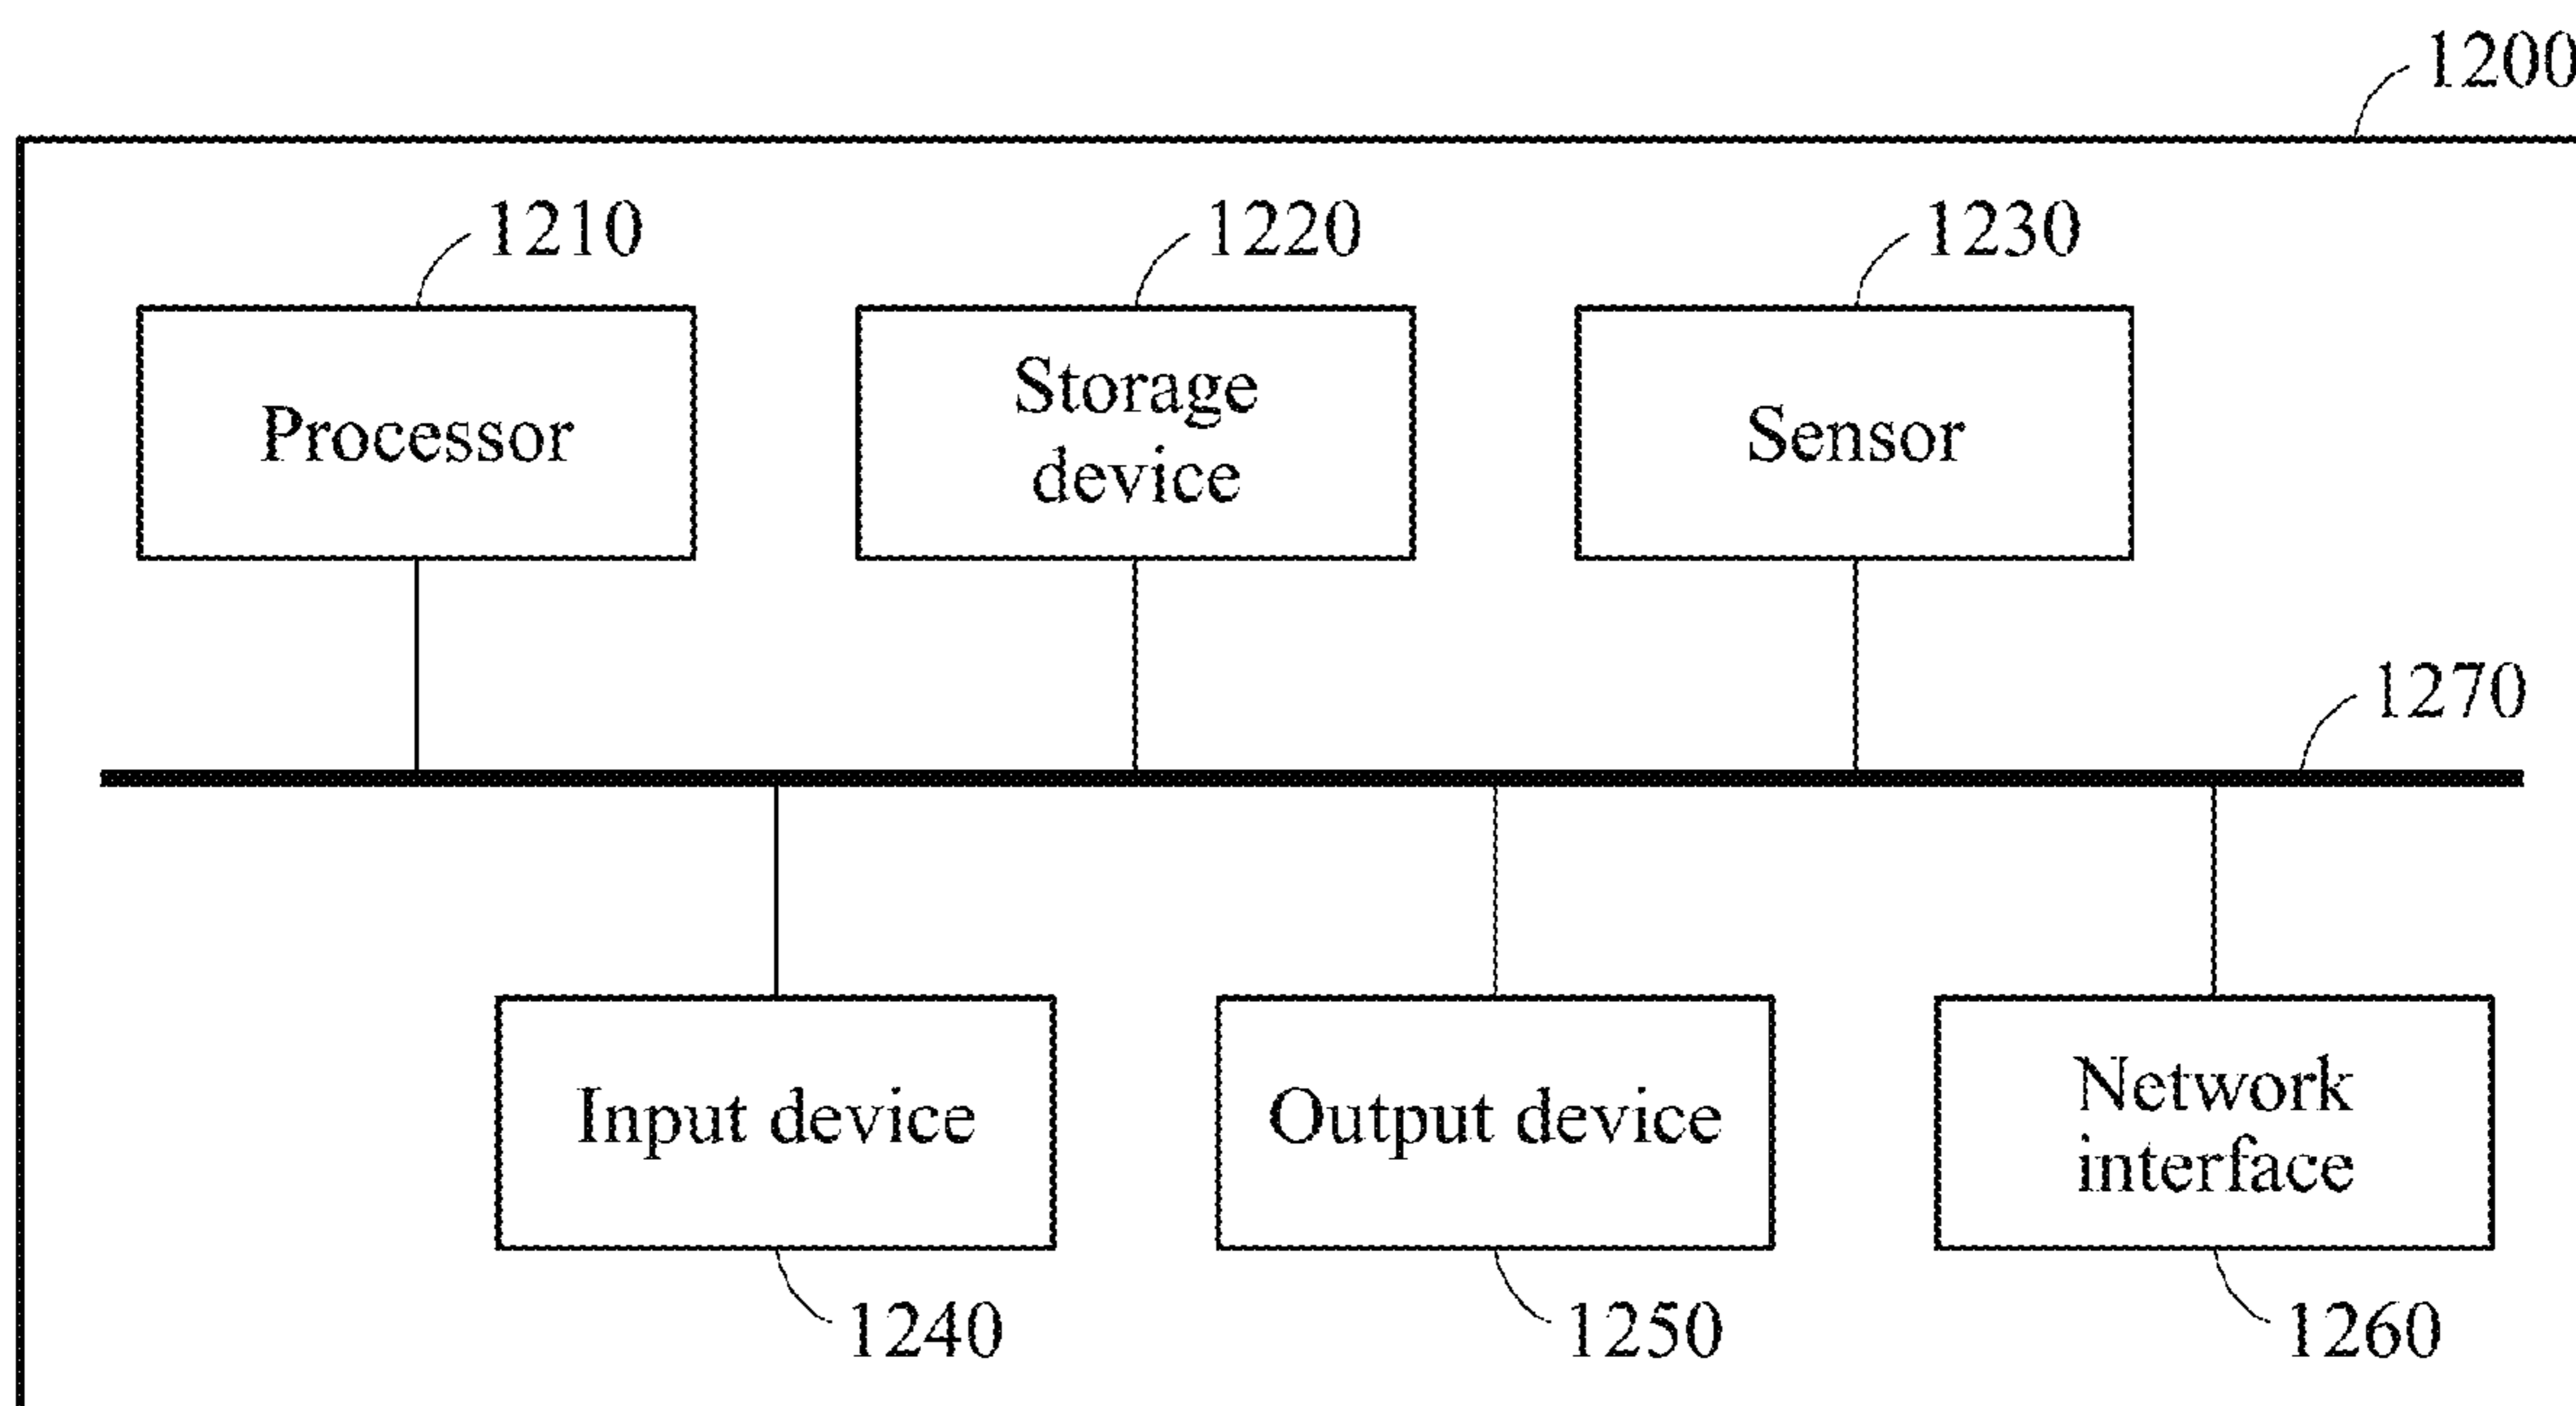 1200
1210
1220
1230
Processor
Storage
device
Sensor
1270
Input device
Output device
Network
interface
1240
1250
1260